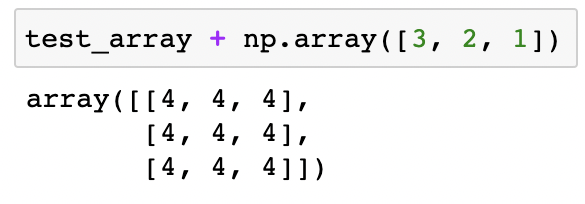 test_array + np.array([3, 2, 1])
array([[4, 4, 4],
       [4, 4, 4],
       [4, 4, 4]])